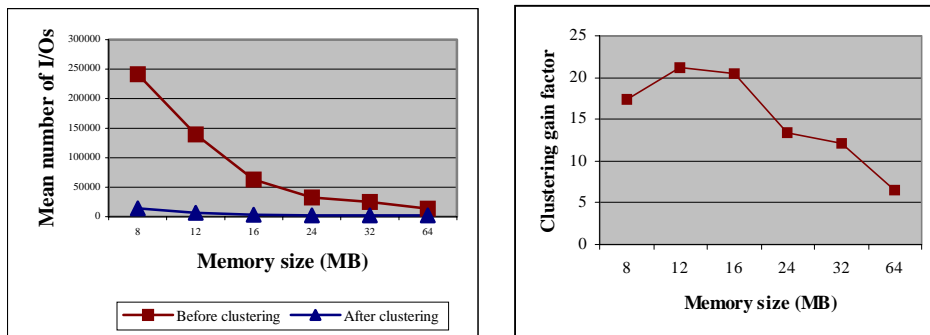 Mean number of I/Os
300000
250000
200000
150000
100000
50000
0
8 12 16 24 32 64
Memory size (MB)
Before clustering After clustering
Clustering gain factor
25
20
15
10
5
0
8 12 16 24 32 64
Memory size (MB)